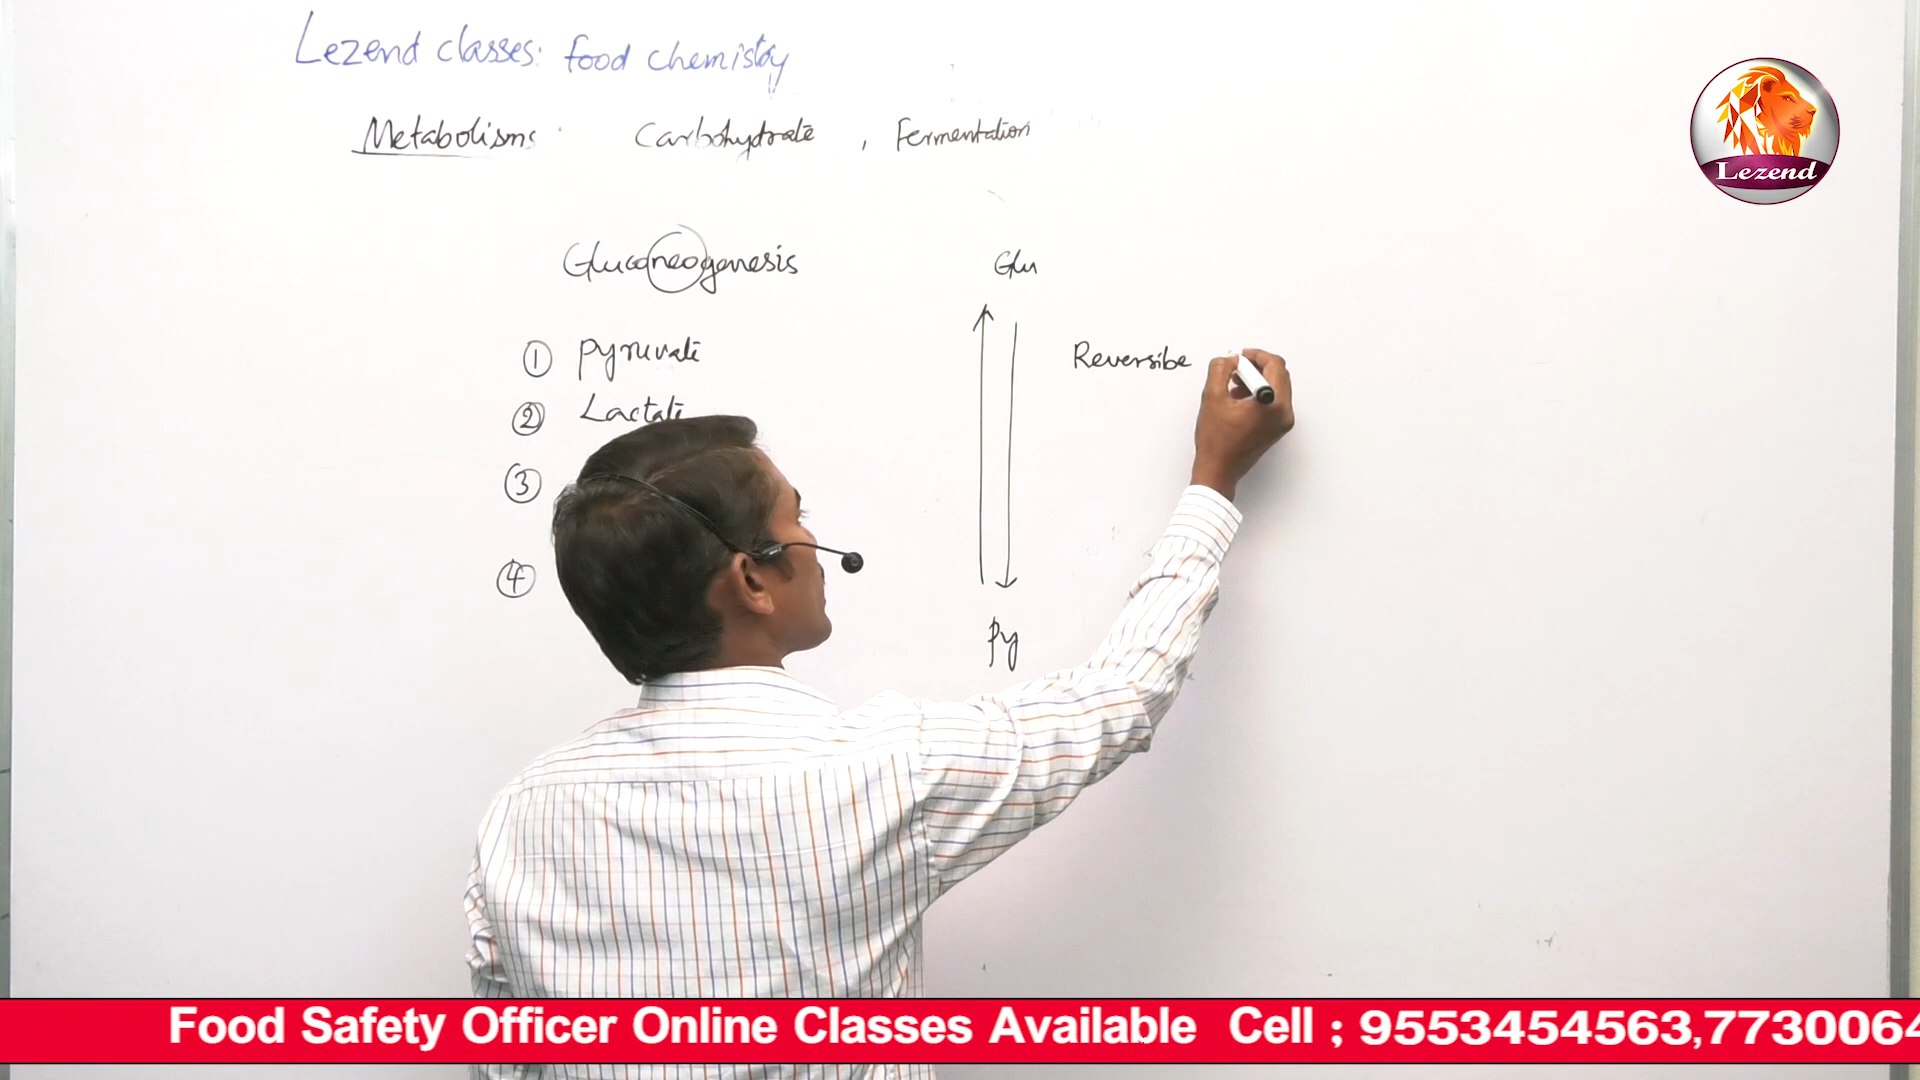 Lezend classes: food chemistry
Metabolisms: Carbohydrate, Fermentation
Lezend
Gluconeogenesis
Glu
① Pyruvate
Reversibe
② Lactate
③
④
Py
Food Safety Officer Online Classes Available Cell ; 9553454563,7730064